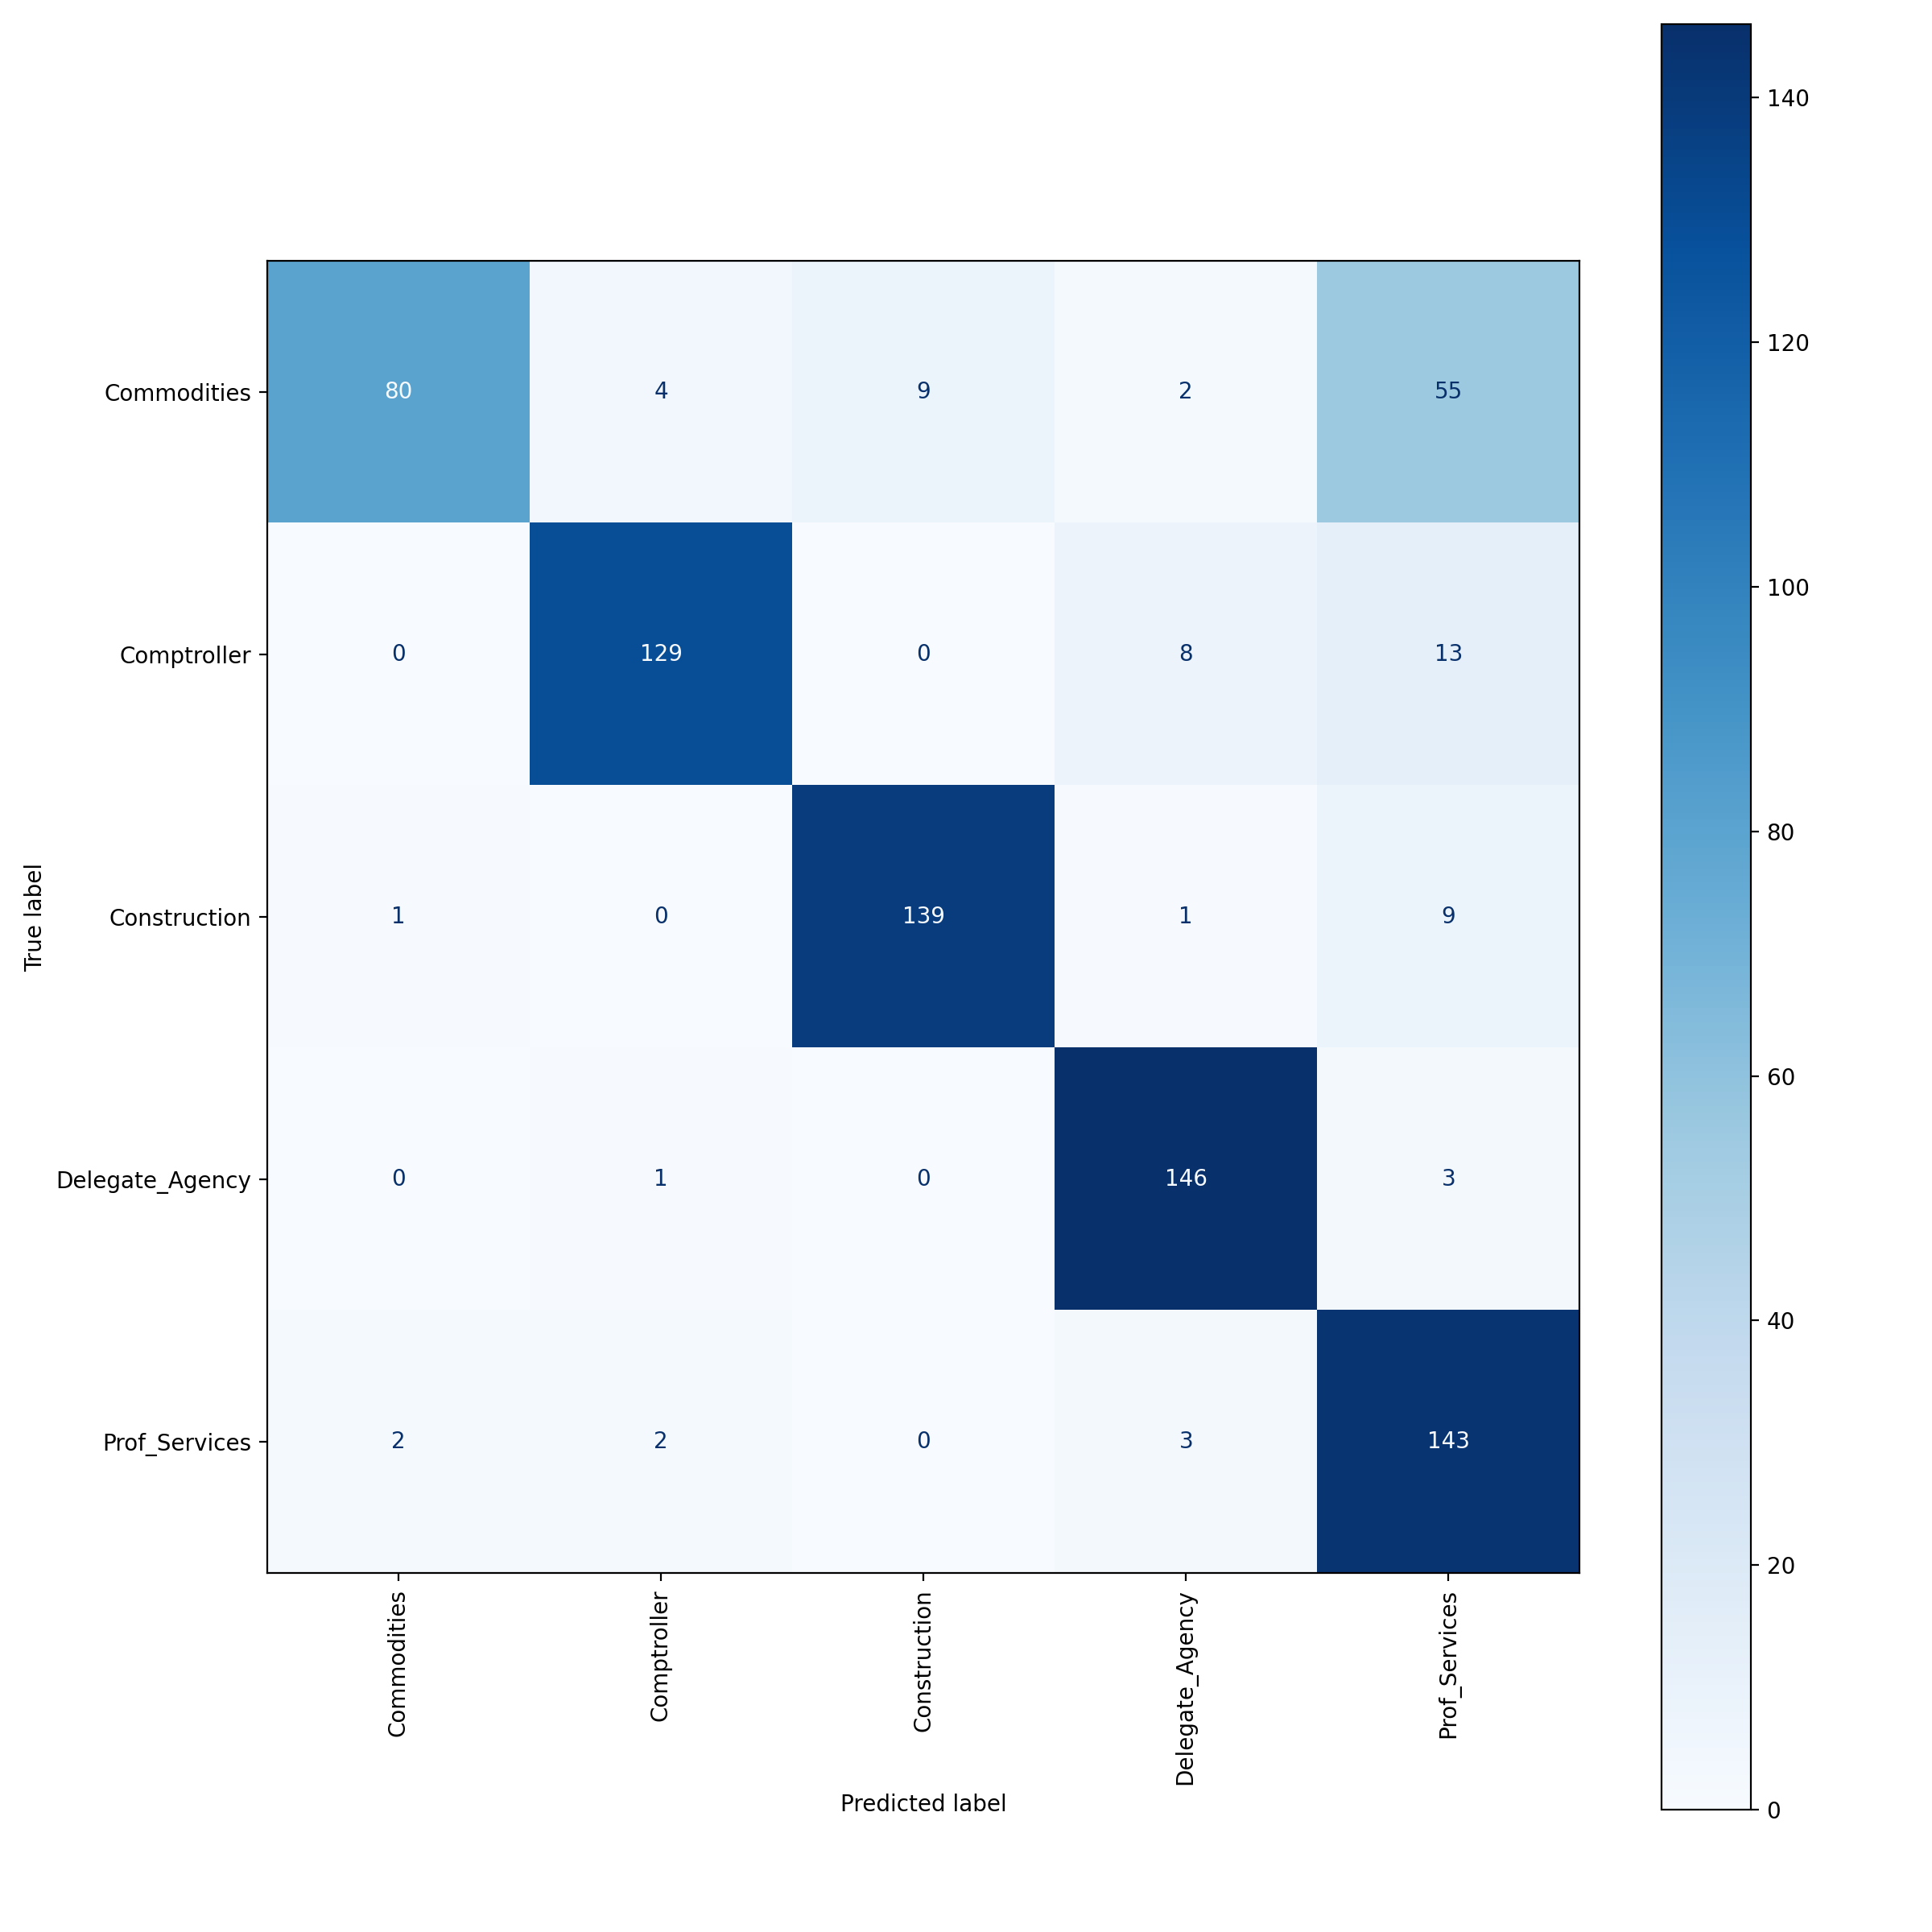 140
120
100
80
60
40
20
0
True label
Commodities 80 4 9 2 55
Comptroller 0 129 0 8 13
Construction 1 0 139 1 9
Delegate_Agency 0 1 0 146 3
Prof_Services 2 2 0 3 143
Commodities Comptroller Construction Delegate_Agency Prof_Services
Predicted label